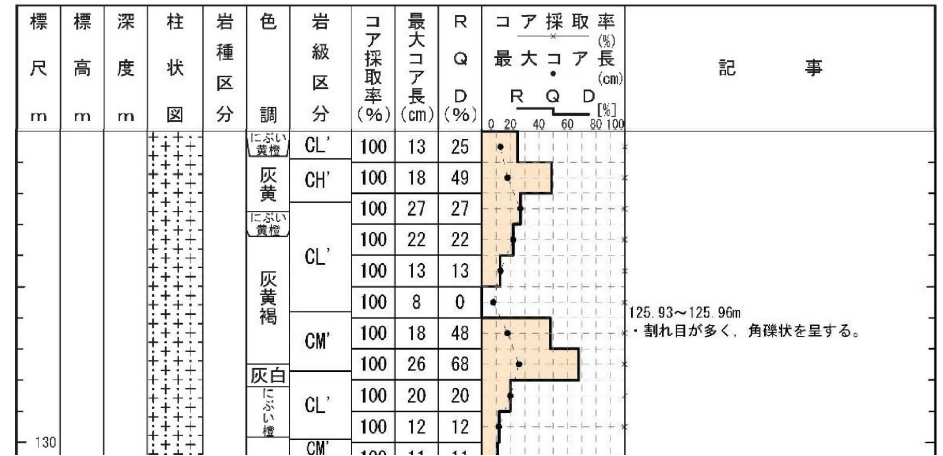 標尺 m
標高 m
深度 m
柱状図
岩種区分
色調
岩級区分
コア採取率(%)
最大コア長(cm)
RQD(%)
コア採取率(%)
最大コア長(cm)
RQD[%]
0 20 40 60 80 100
記事
にぶい黄橙 CL' 100 13 25
灰黄 CH' 100 18 49
100 27 27
にぶい黄橙 100 22 22
CL' 100 13 13
灰黄褐 100 8 0
125.93～125.96m
・割れ目が多く、角礫状を呈する。
CM' 100 18 48
100 26 68
灰白
にぶい橙 CL' 100 20 20
100 12 12
130 CM' 100 11 11